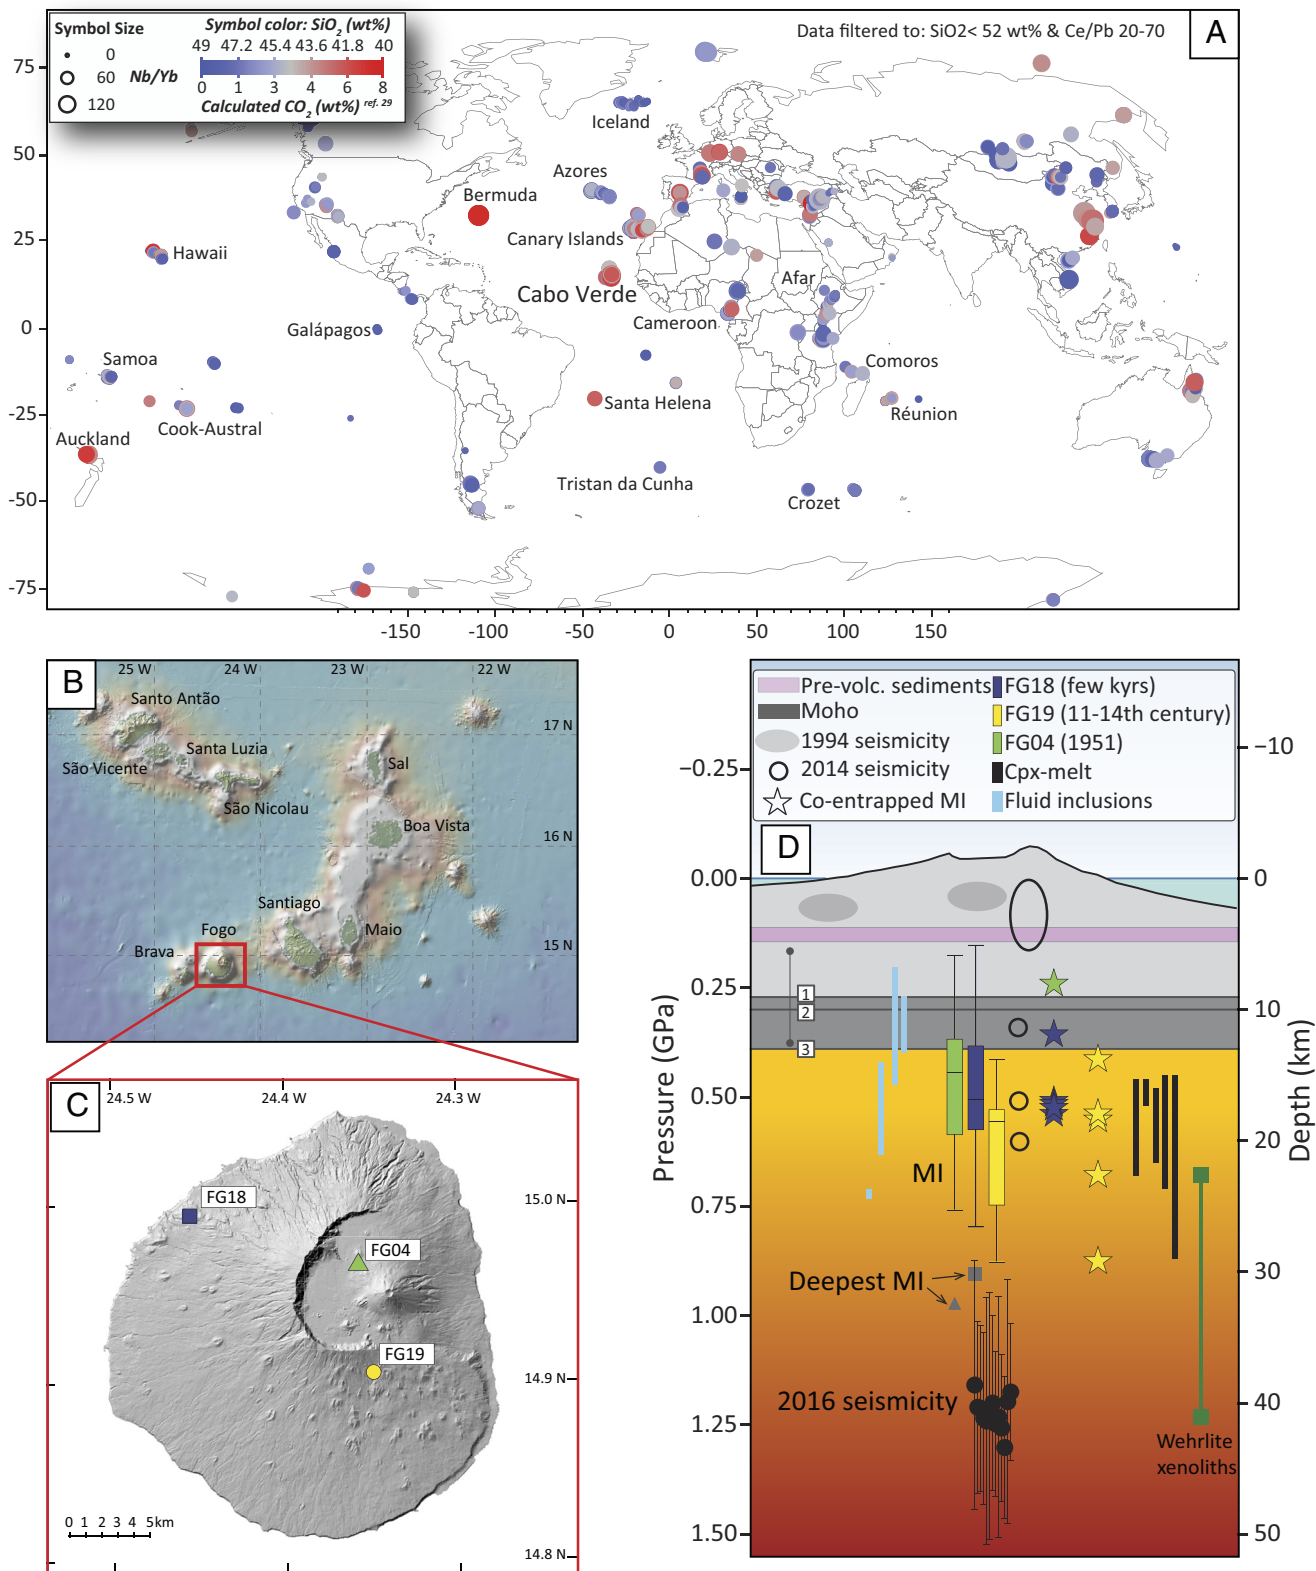 A
Data filtered to: SiO2< 52 wt% & Ce/Pb 20-70
Symbol Size
0
60 Nb/Yb
120
Symbol color: SiO2 (wt%)
49 47.2 45.4 43.6 41.8 40
0 1 3 4 6 8
Calculated CO2 (wt%) ref. 29
75
50
25
0
-25
-50
-75
-150 -100 -50 0 50 100 150
Iceland
Azores
Bermuda
Canary Islands
Hawaii
Cabo Verde
Afar
Cameroon
Galápagos
Samoa
Comoros
Santa Helena
Réunion
Cook-Austral
Auckland
Tristan da Cunha
Crozet
B
25 W 24 W 23 W 22 W
17 N
16 N
15 N
Santo Antão
Santa Luzia
São Vicente
São Nicolau
Sal
Boa Vista
Santiago
Maio
Fogo
Brava
C
24.5 W 24.4 W 24.3 W
15.0 N
14.9 N
14.8 N
FG18
FG04
FG19
0 1 2 3 4 5km
D
Pre-volc. sediments
Moho
1994 seismicity
2014 seismicity
Co-entrapped MI
FG18 (few kyrs)
FG19 (11-14th century)
FG04 (1951)
Cpx-melt
Fluid inclusions
Pressure (GPa)
−0.25
0.00
0.25
0.50
0.75
1.00
1.25
1.50
Depth (km)
−10
0
10
20
30
40
50
1
2
3
MI
Deepest MI
2016 seismicity
Wehrlite
xenoliths